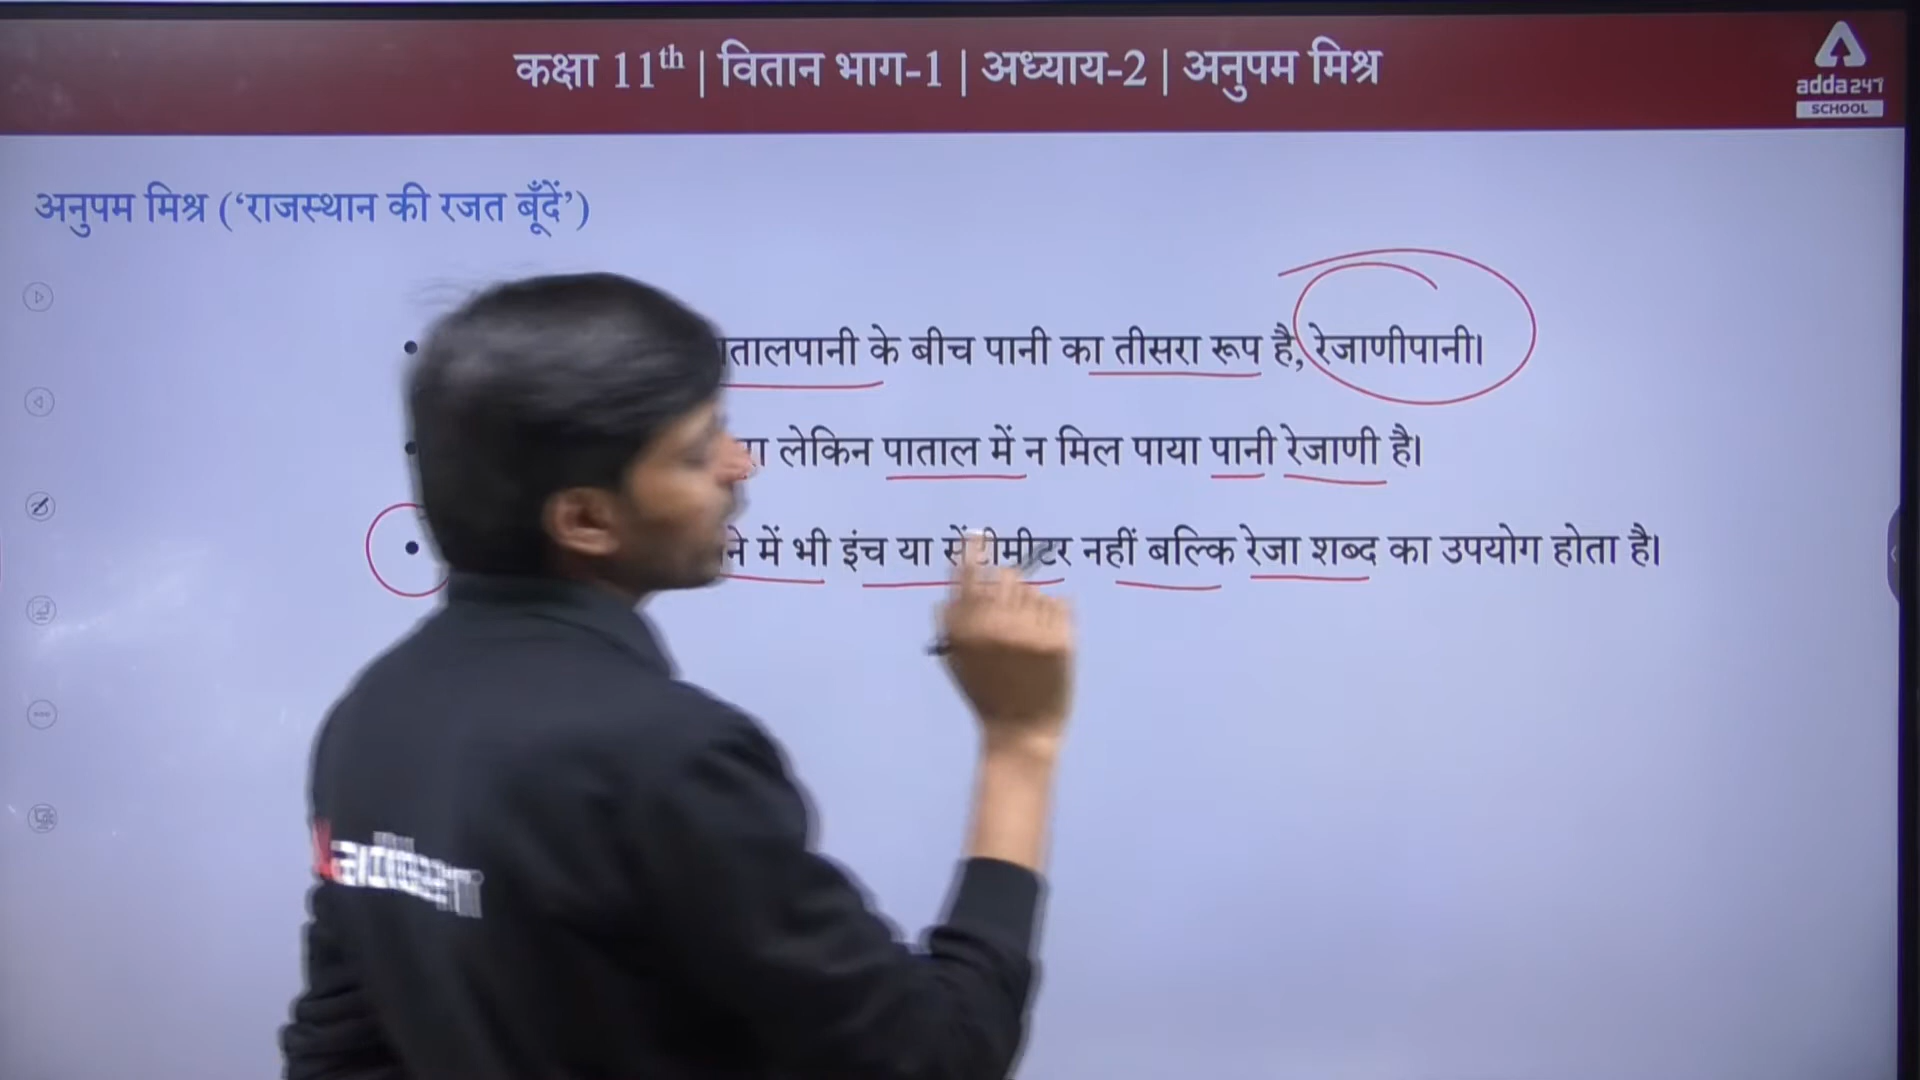 कक्षा 11th | वितान भाग-1 | अध्याय-2 | अनुपम मिश्र
adda247
SCHOOL
अनुपम मिश्र (‘राजस्थान की रजत बूँदें’)
के बीच पानी का तीसरा रूप है, रेजाणीपानी।
लेकिन पाताल में न मिल पाया पानी रेजाणी है।
में भी इंच या सेंटीमीटर नहीं बल्कि रेजा शब्द का उपयोग होता है।